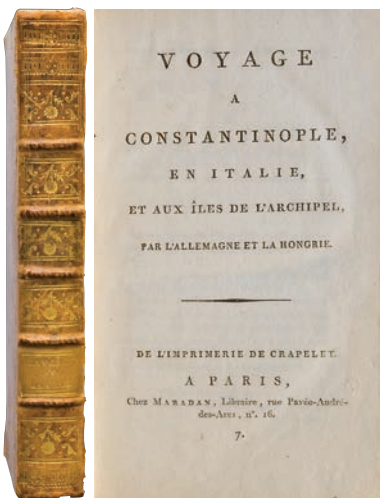 VOYAGE
A
CONSTANTINOPLE,
EN ITALIE,
ET AUX ÎLES DE L'ARCHIPEL,
PAR L'ALLEMAGNE ET LA HONGRIE.
DE L'IMPRIMERIE DE CRAPELET.
A PARIS,
Chez MARADAN, Libraire, rue Pavée-André-
des-Arcs, n°. 16.
7.